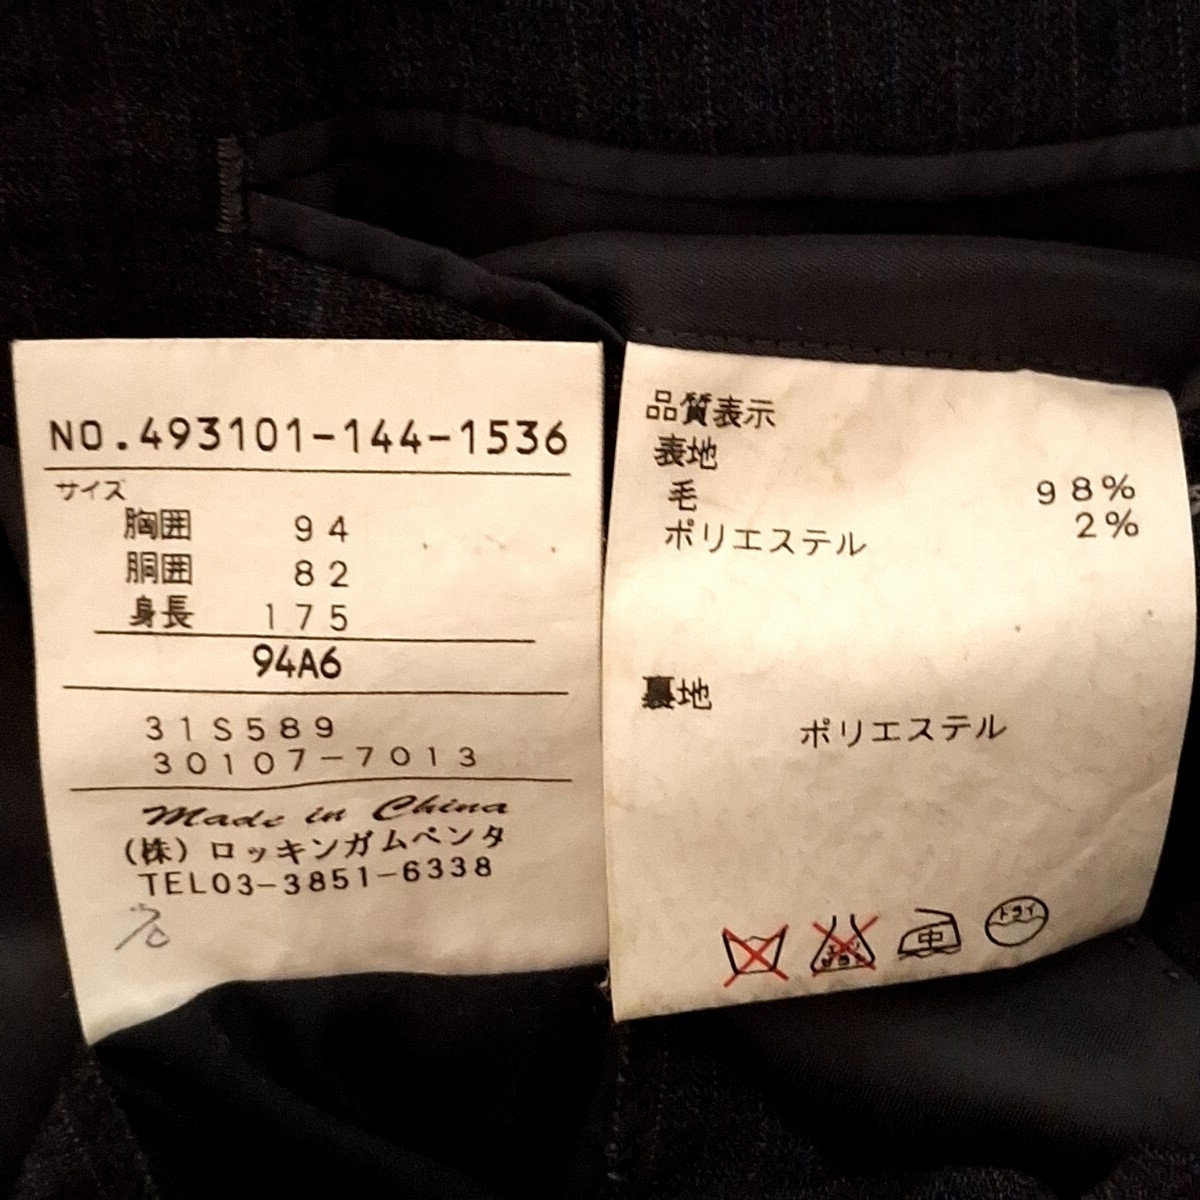 NO.493101-144-1536
サイズ
胸囲 94
胴囲 82
身長 175
94A6
31S589
30107-7013
Made in China
(株)ロッキンガムペンタ
TEL03-3851-6338
品質表示
表地
毛 98%
ポリエステル 2%
裏地
ポリエステル
中
ドライ